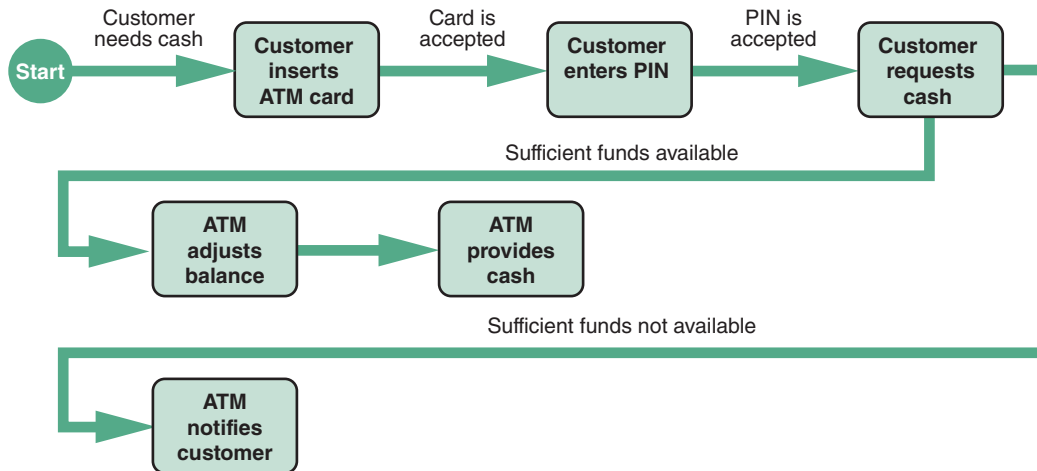 Customer
needs cash
Card is
accepted
PIN is
accepted
Start
Customer
inserts
ATM card
Customer
enters PIN
Customer
requests
cash
Sufficient funds available
ATM
adjusts
balance
ATM
provides
cash
Sufficient funds not available
ATM
notifies
customer